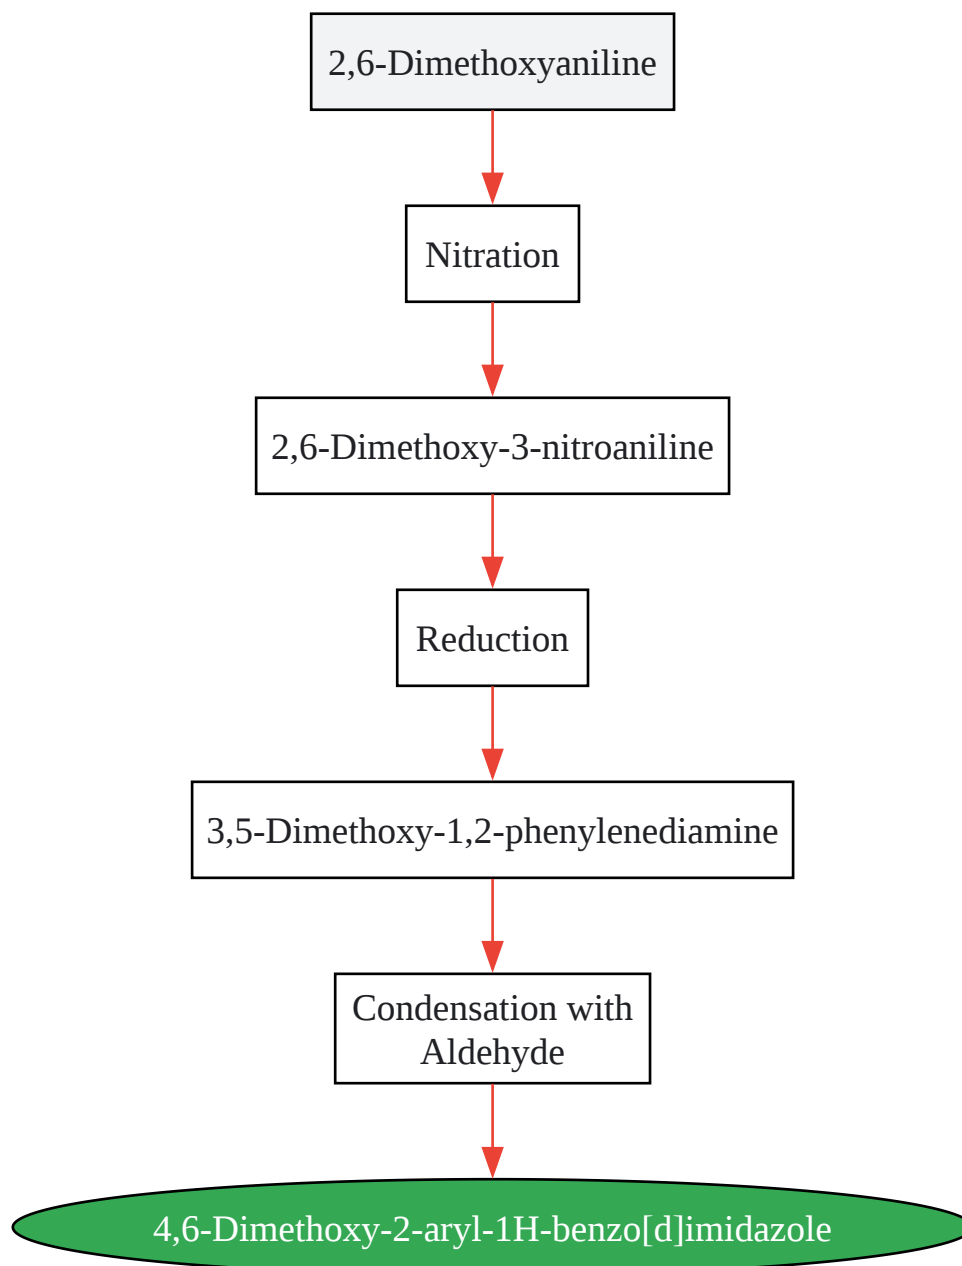 2,6-Dimethoxyaniline
Nitration
2,6-Dimethoxy-3-nitroaniline
Reduction
3,5-Dimethoxy-1,2-phenylenediamine
Condensation with
Aldehyde
4,6-Dimethoxy-2-aryl-1H-benzo[d]imidazole